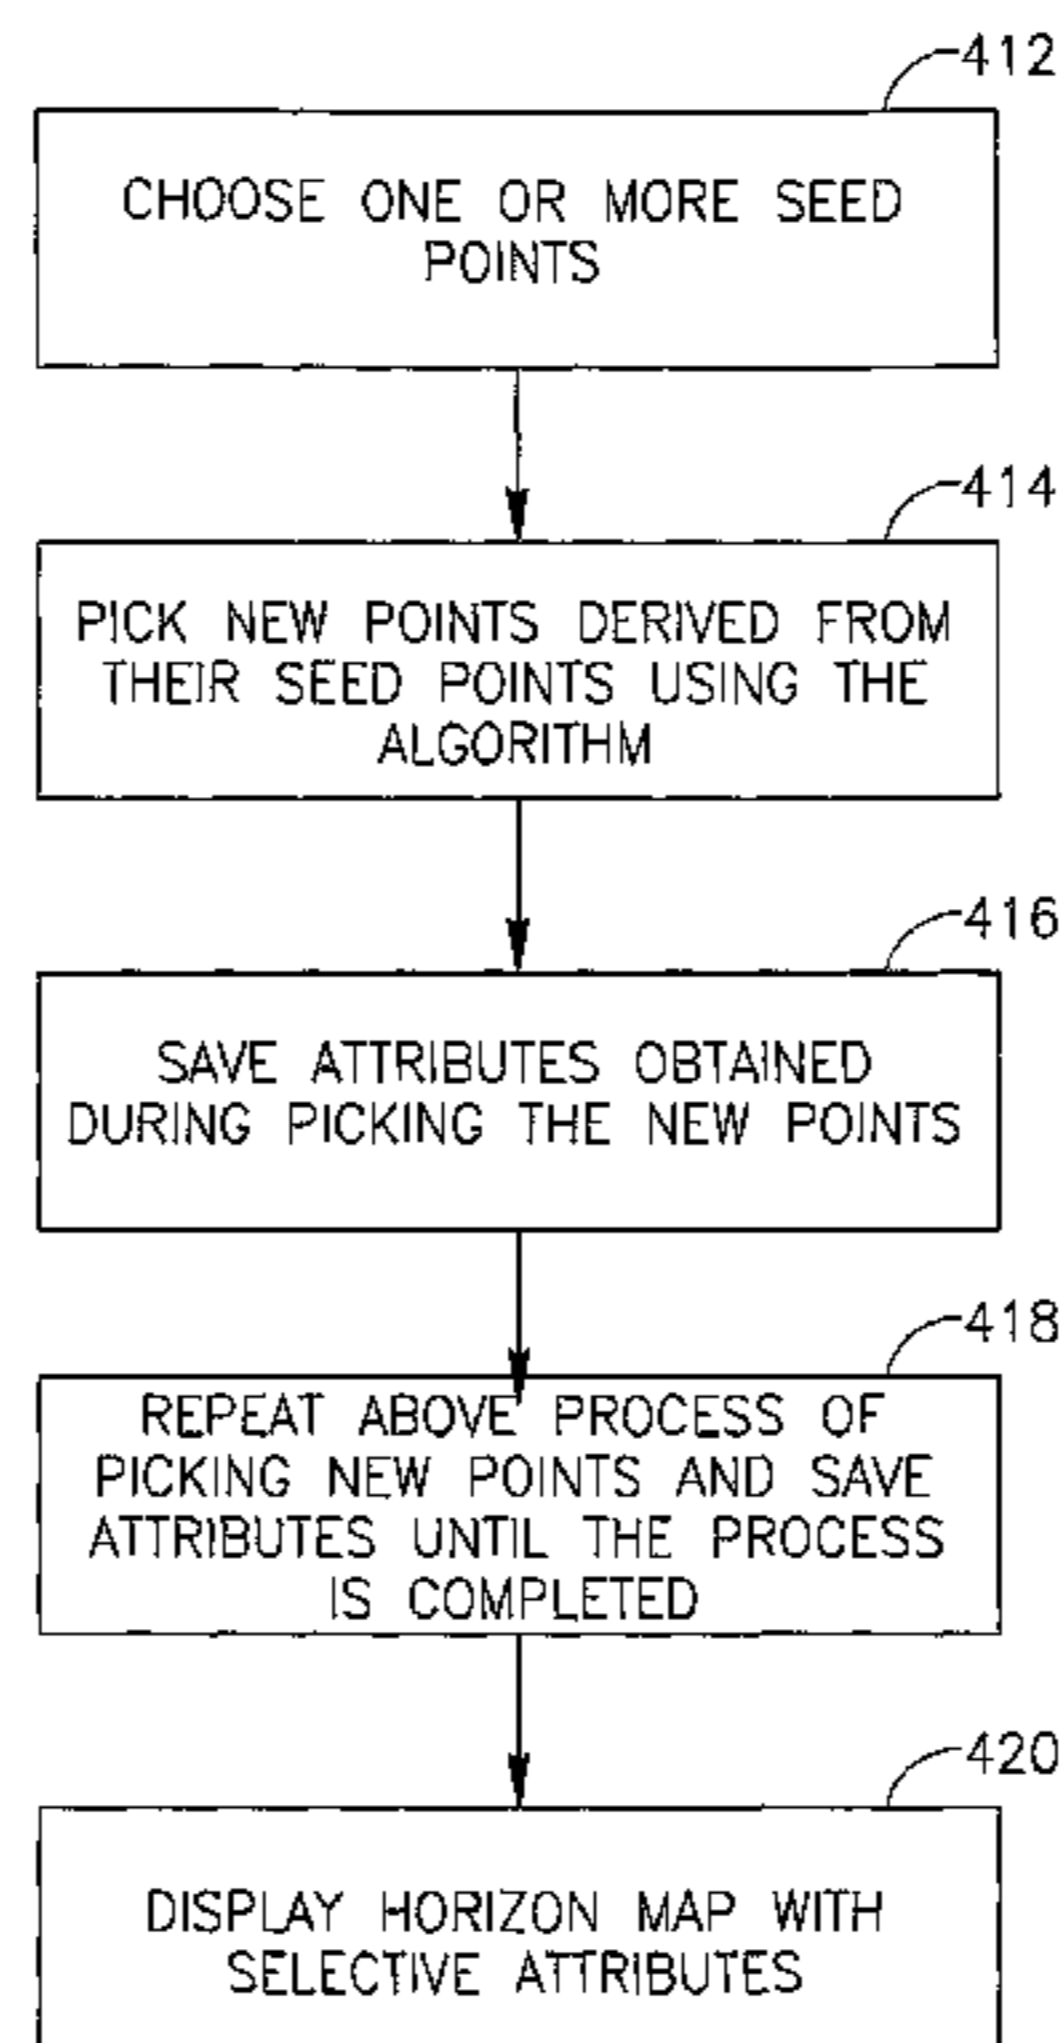 412
CHOOSE ONE OR MORE SEED
POINTS
414
PICK NEW POINTS DERIVED FROM
THEIR SEED POINTS USING THE
ALGORITHM
416
SAVE ATTRIBUTES OBTAINED
DURING PICKING THE NEW POINTS
418
REPEAT ABOVE PROCESS OF
PICKING NEW POINTS AND SAVE
ATTRIBUTES UNTIL THE PROCESS
IS COMPLETED
420
DISPLAY HORIZON MAP WITH
SELECTIVE ATTRIBUTES